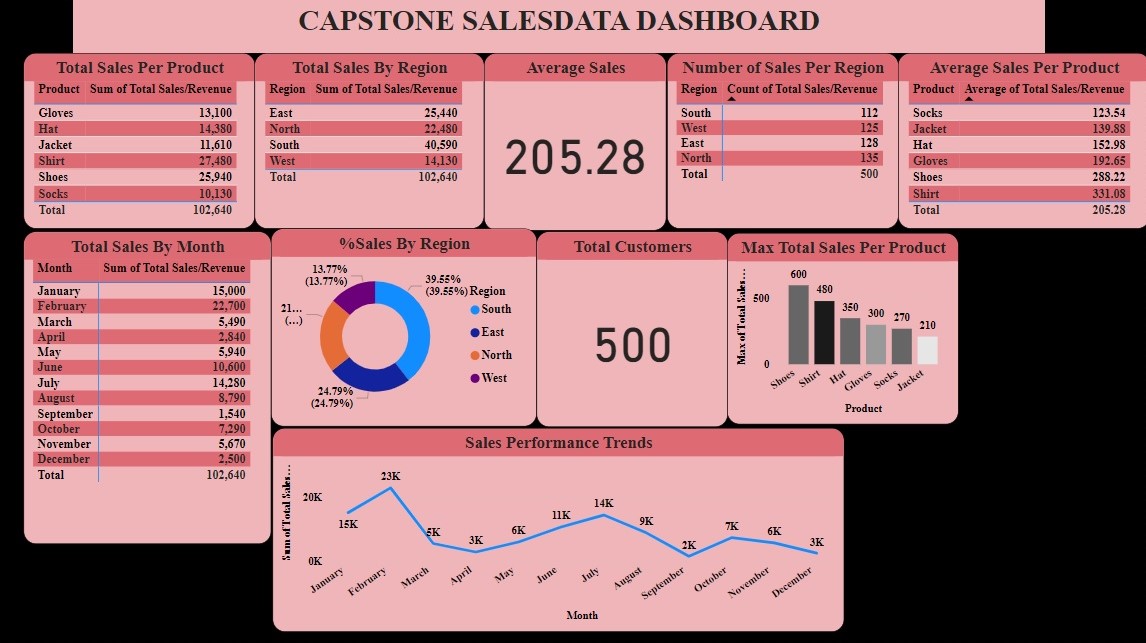 CAPSTONE SALESDATA DASHBOARD
Total Sales Per Product
Product Sum of Total Sales/Revenue
Gloves 13,100
Hat 14,380
Jacket 11,610
Shirt 27,480
Shoes 25,940
Socks 10,130
Total 102,640
Total Sales By Region
Region Sum of Total Sales/Revenue
East 25,440
North 22,480
South 40,590
West 14,130
Total 102,640
Average Sales
205.28
Number of Sales Per Region
Region Count of Total Sales/Revenue
South 112
West 125
East 128
North 135
Total 500
Average Sales Per Product
Product Average of Total Sales/Revenue
Socks 123.54
Jacket 139.88
Hat 152.98
Gloves 192.65
Shoes 288.22
Shirt 331.08
Total 205.28
Total Sales By Month
Month Sum of Total Sales/Revenue
January 15,000
February 22,700
March 5,490
April 2,840
May 5,940
June 10,600
July 14,280
August 8,790
September 1,540
October 7,290
November 5,670
December 2,500
Total 102,640
%Sales By Region
13.77%
(13.77%)
39.55%
(39.55%)
21...
(...)
24.79%
(24.79%)
Region
South
East
North
West
Total Customers
500
Max Total Sales Per Product
Max of Total Sales...
500
0
600
480
350
300
270
210
Shoes
Shirt
Hat
Gloves
Socks
Jacket
Product
Sales Performance Trends
Sum of Total Sales...
20K
0K
15K
23K
5K
3K
6K
11K
14K
9K
2K
7K
6K
3K
January
February
March
April
May
June
July
August
September
October
November
December
Month